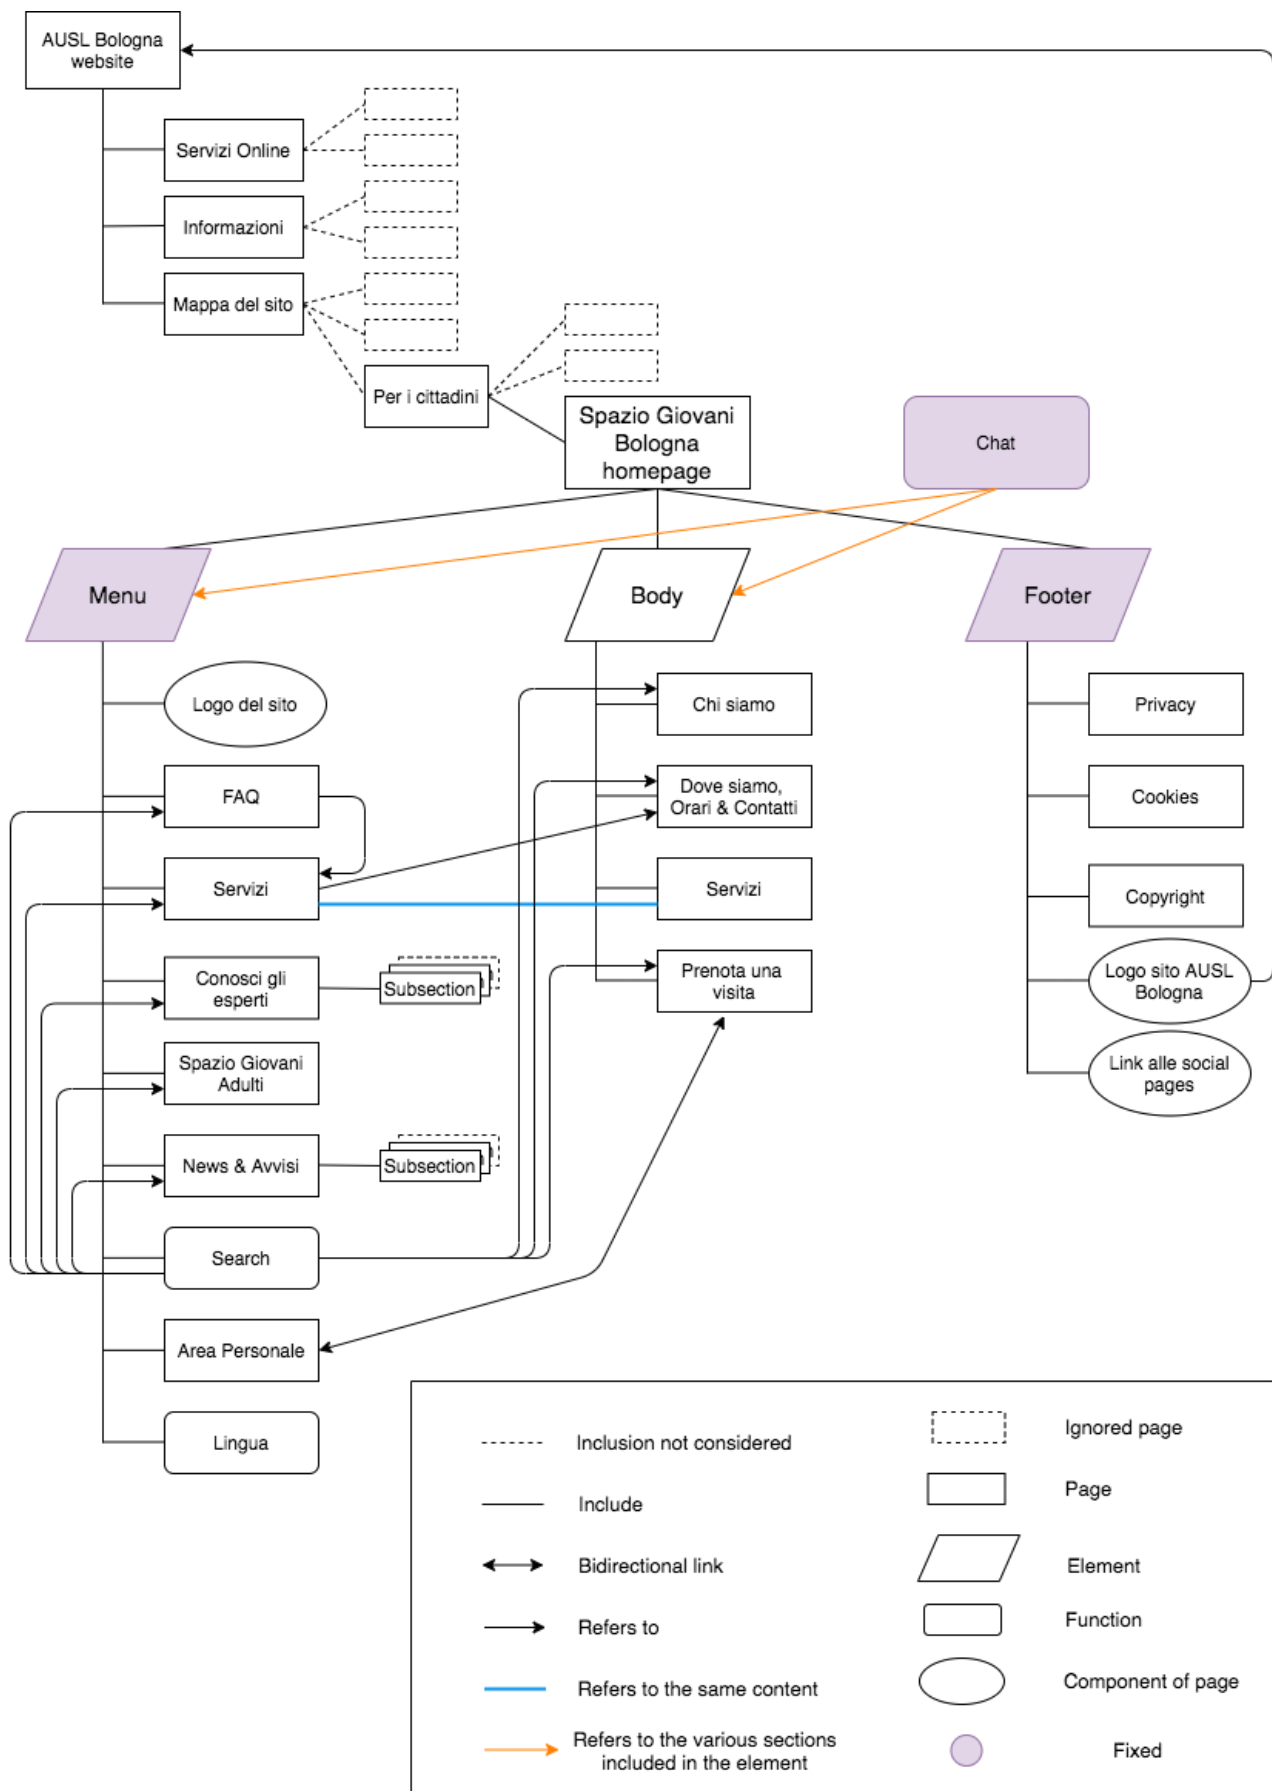 AUSL Bologna
website
Servizi Online
Informazioni
Mappa del sito
Per i cittadini
Spazio Giovani
Bologna
homepage
Chat
Menu
Body
Footer
Logo del sito
Chi siamo
Privacy
FAQ
Dove siamo,
Orari & Contatti
Cookies
Servizi
Servizi
Copyright
Conosci gli
esperti
Subsection
Prenota una
visita
Logo sito AUSL
Bologna
Spazio Giovani
Adulti
Link alle social
pages
News & Avvisi
Subsection
Search
Area Personale
Lingua
Inclusion not considered
Include
Bidirectional link
Refers to
Refers to the same content
Refers to the various sections
included in the element
Ignored page
Page
Element
Function
Component of page
Fixed